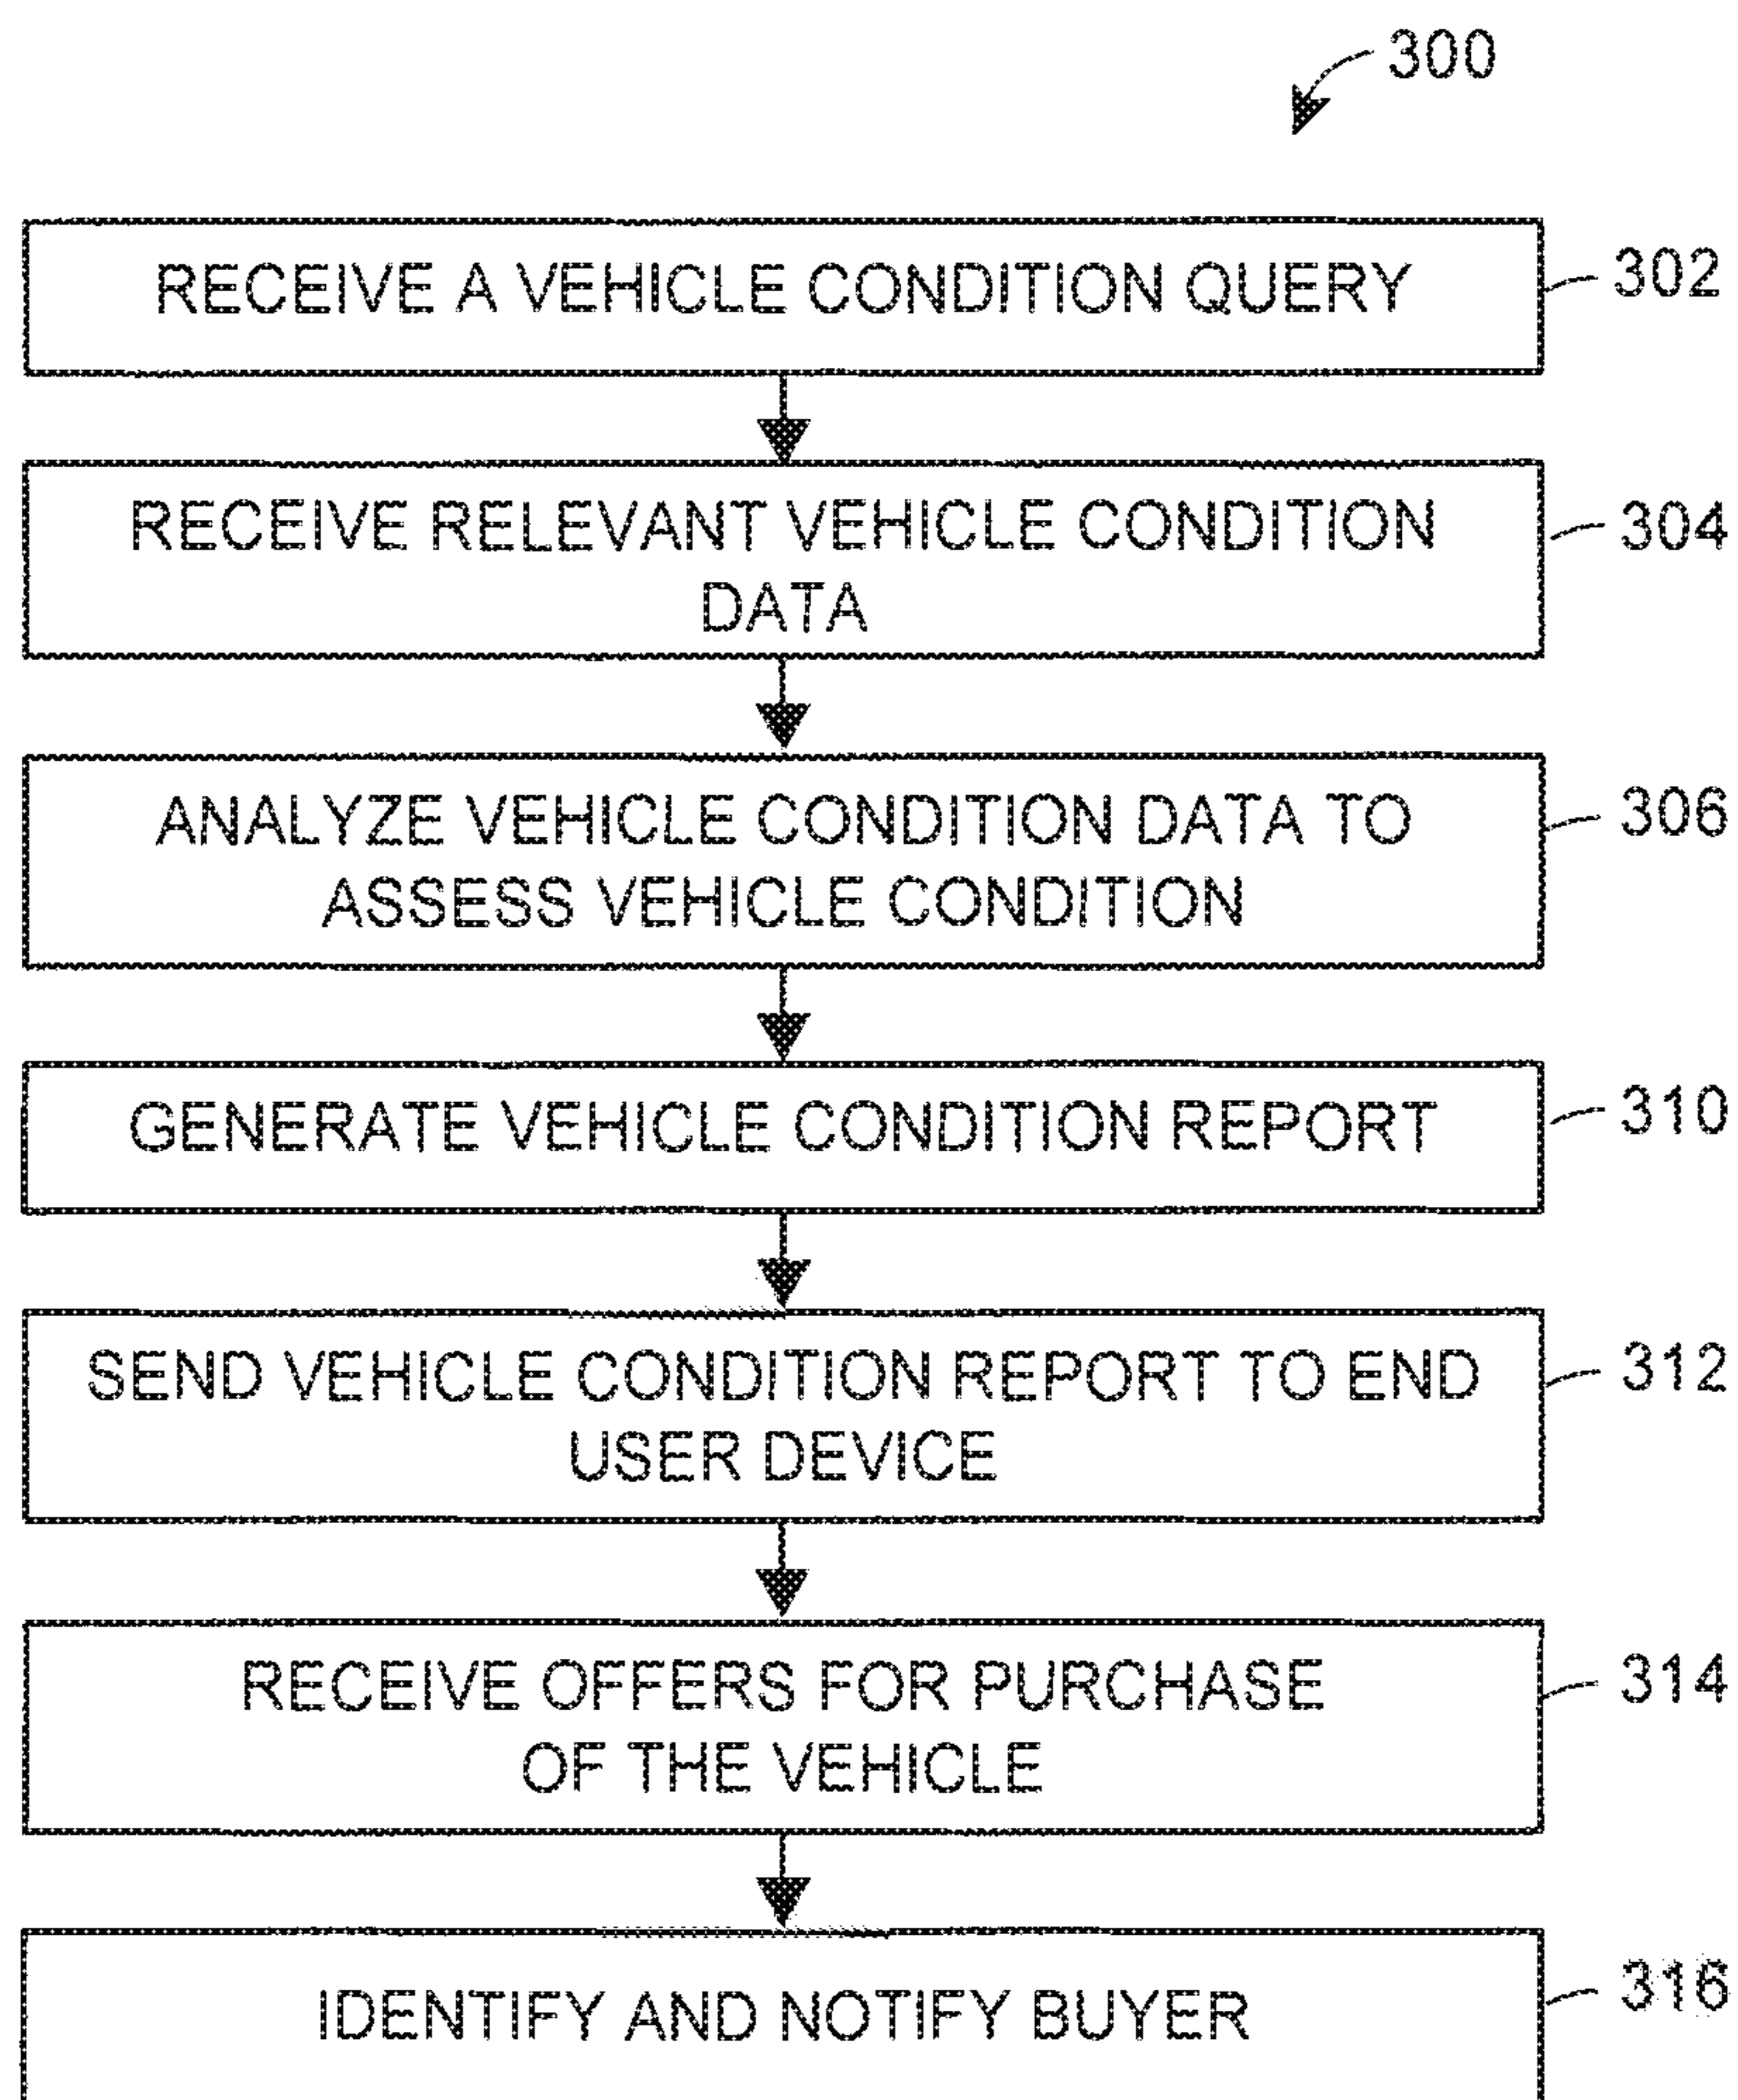 300
RECEIVE A VEHICLE CONDITION QUERY
302
RECEIVE RELEVANT VEHICLE CONDITION
DATA
304
ANALYZE VEHICLE CONDITION DATA TO
ASSESS VEHICLE CONDITION
306
GENERATE VEHICLE CONDITION REPORT
310
SEND VEHICLE CONDITION REPORT TO END
USER DEVICE
312
RECEIVE OFFERS FOR PURCHASE
OF THE VEHICLE
314
IDENTIFY AND NOTIFY BUYER
316